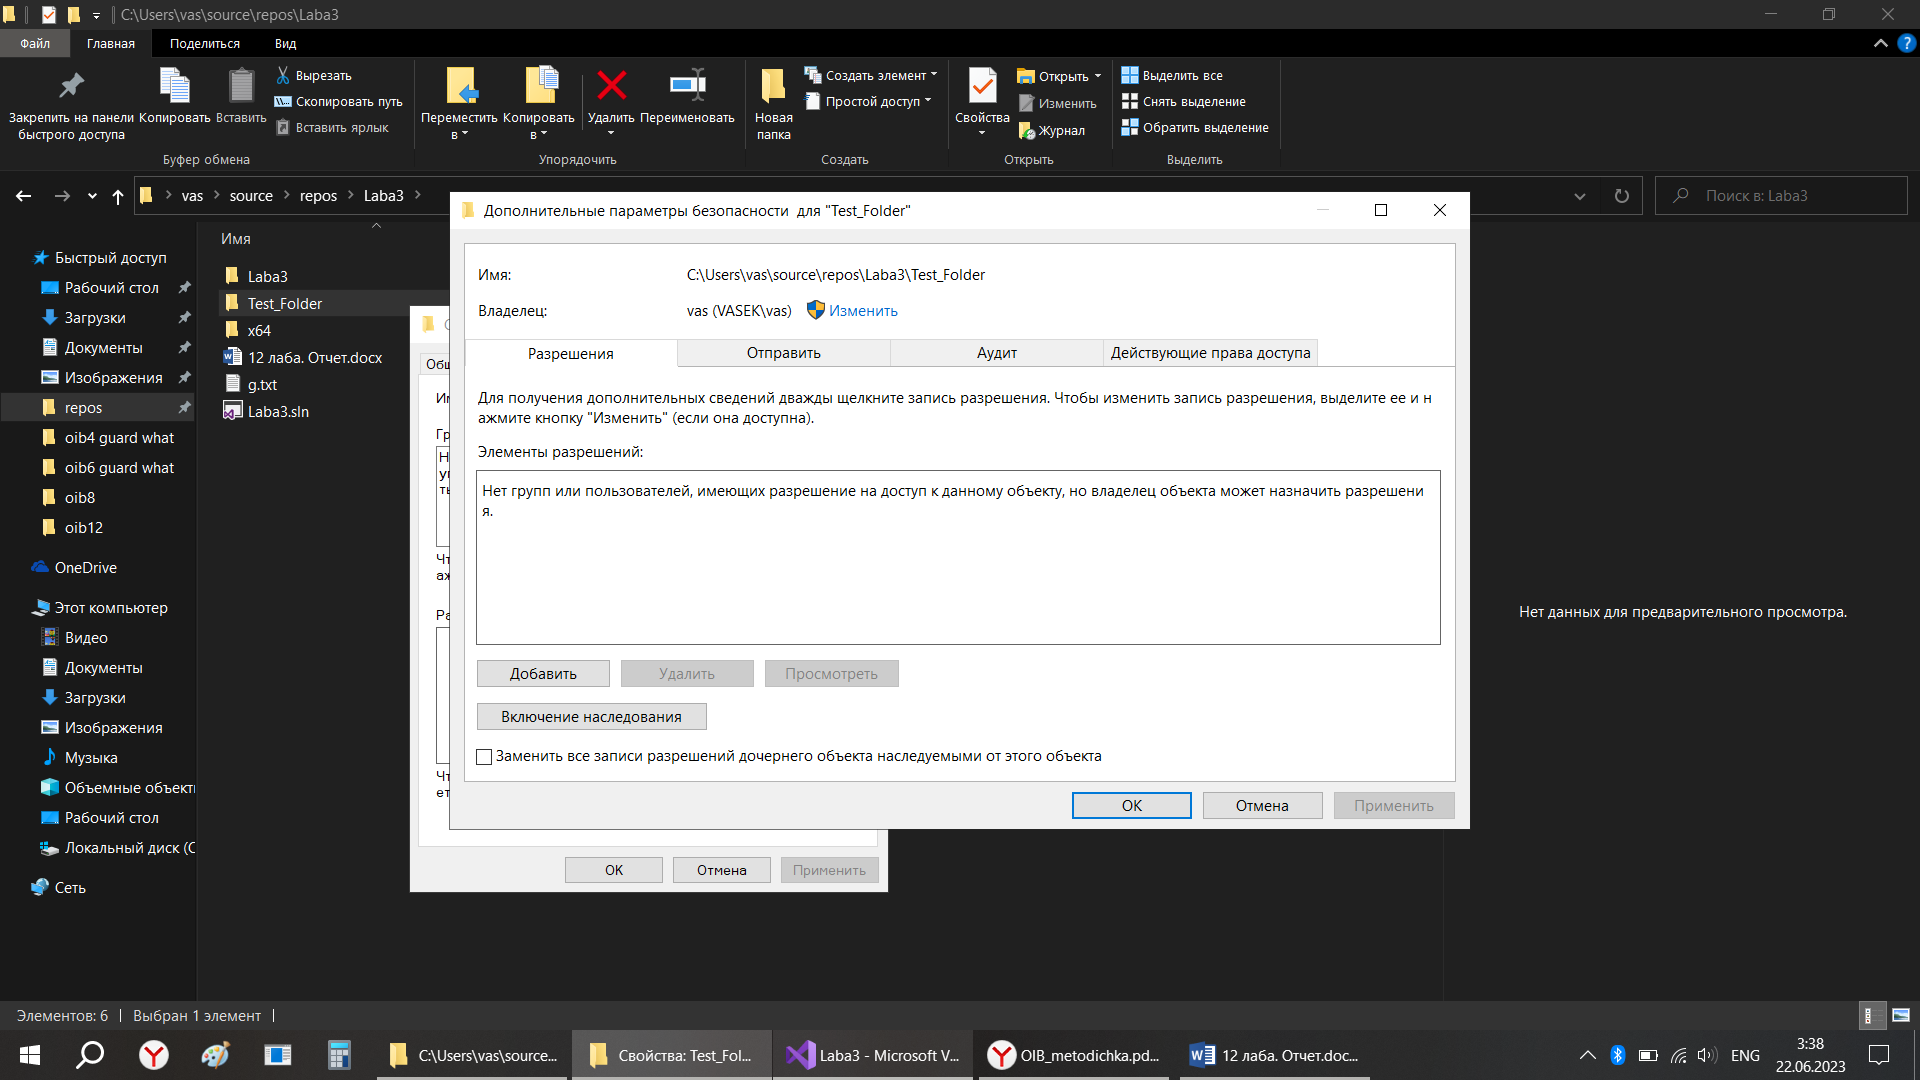 C:\Users\vas\source\repos\Laba3
Файл
Главная
Поделиться
Вид
Закрепить на панели
быстрого доступа
Копировать
Вставить
Вырезать
Скопировать путь
Вставить ярлык
Буфер обмена
Переместить
в
Копировать
в
Удалить
Переименовать
Упорядочить
Новая
папка
Создать элемент
Простой доступ
Создать
Свойства
Открыть
Изменить
Журнал
Открыть
Выделить все
Снять выделение
Обратить выделение
Выделить
vas
source
repos
Laba3
Поиск в: Laba3
Быстрый доступ
Рабочий стол
Загрузки
Документы
Изображения
repos
oib4 guard what
oib6 guard what
oib8
oib12
OneDrive
Этот компьютер
Видео
Документы
Загрузки
Изображения
Музыка
Объемные объект
Рабочий стол
Локальный диск (C
Сеть
Имя
Laba3
Test_Folder
x64
12 лаба. Отчет.docx
g.txt
Laba3.sln
Дополнительные параметры безопасности для "Test_Folder"
Имя:
C:\Users\vas\source\repos\Laba3\Test_Folder
Владелец:
vas (VASEK\vas)
Изменить
Разрешения
Отправить
Аудит
Действующие права доступа
Для получения дополнительных сведений дважды щелкните запись разрешения. Чтобы изменить запись разрешения, выделите ее и н
ажмите кнопку "Изменить" (если она доступна).
Элементы разрешений:
Нет групп или пользователей, имеющих разрешение на доступ к данному объекту, но владелец объекта может назначить разрешени
я.
Добавить
Удалить
Просмотреть
Включение наследования
Заменить все записи разрешений дочернего объекта наследуемыми от этого объекта
ОК
Отмена
Применить
ОК
Отмена
Применить
Нет данных для предварительного просмотра.
Элементов: 6
Выбран 1 элемент
C:\Users\vas\source...
Свойства: Test_Fol...
Laba3 - Microsoft V...
OIB_metodichka.pd...
12 лаба. Отчет.doc...
ENG
3:38
22.06.2023